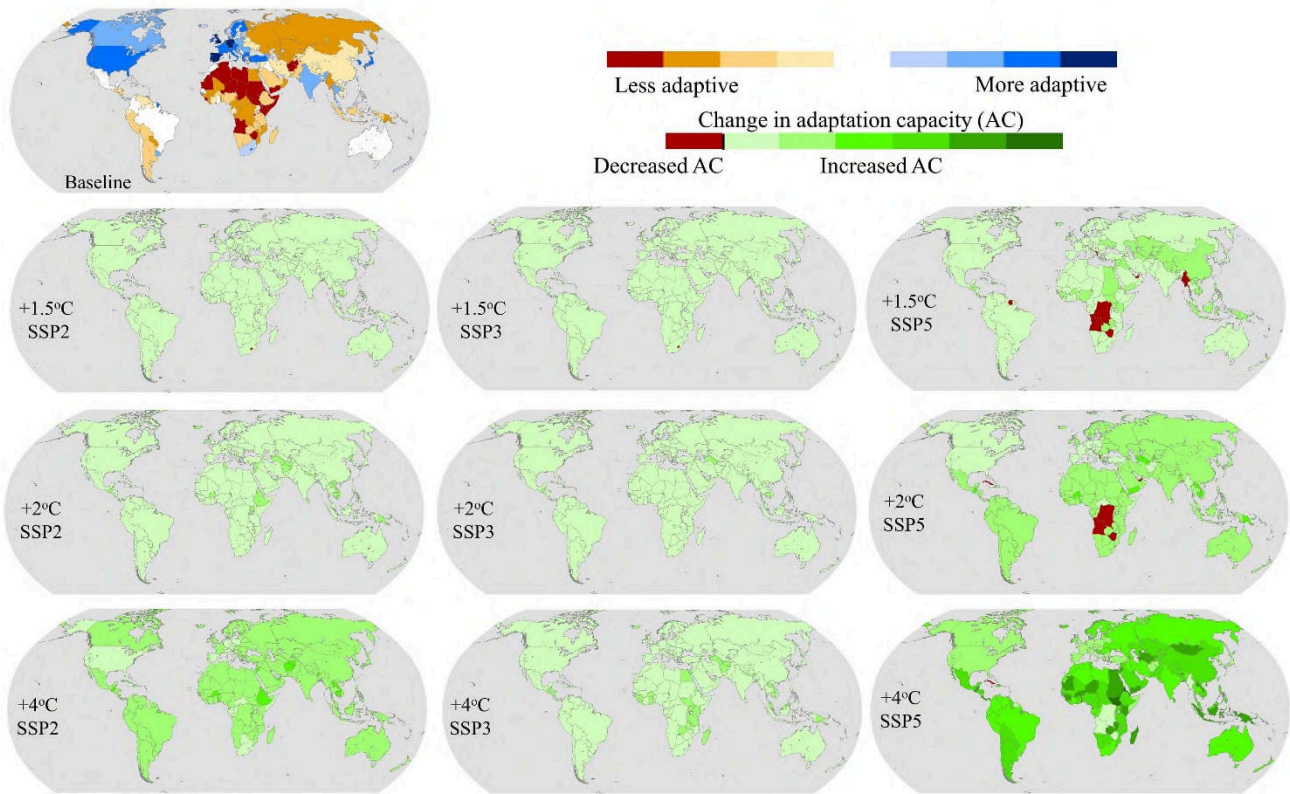 Less adaptive
More adaptive
Change in adaptation capacity (AC)
Decreased AC
Increased AC
Baseline
+1.5°C
SSP2
+1.5°C
SSP3
+1.5°C
SSP5
+2°C
SSP2
+2°C
SSP3
+2°C
SSP5
+4°C
SSP2
+4°C
SSP3
+4°C
SSP5